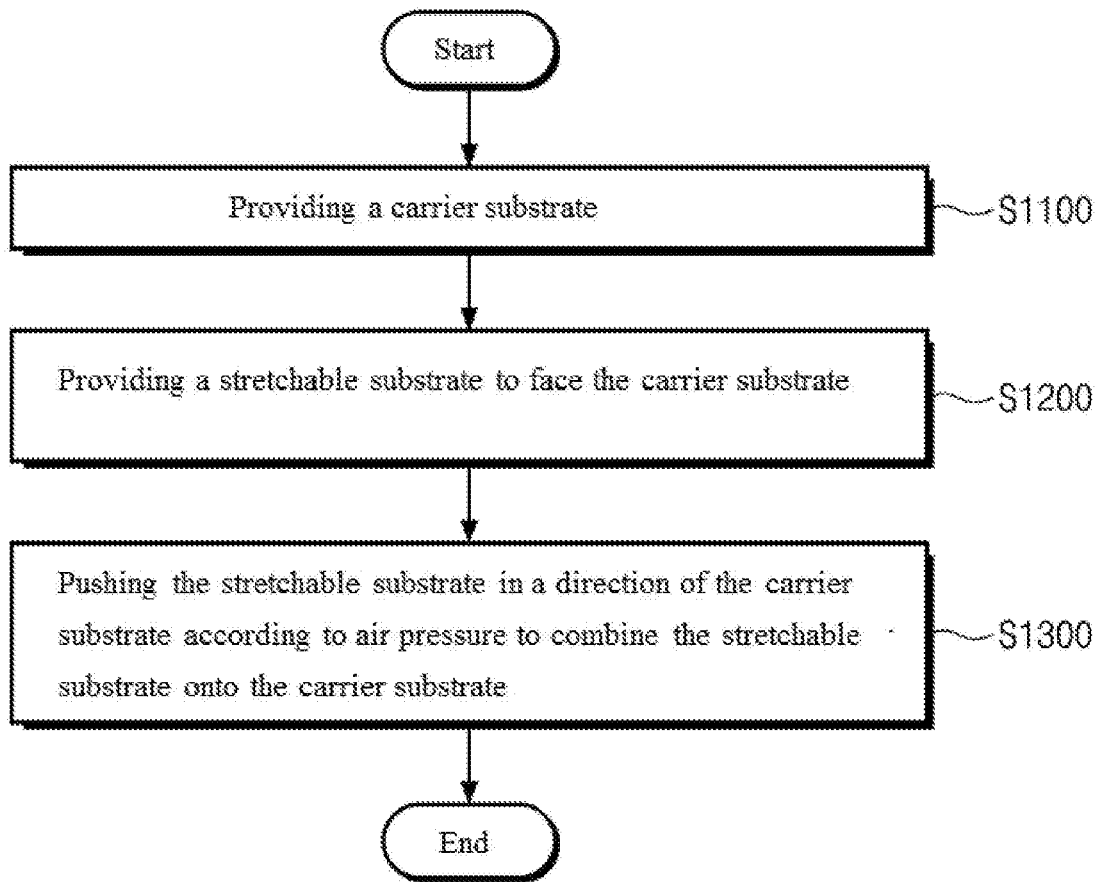 Start
Providing a carrier substrate
S1100
Providing a stretchable substrate to face the carrier substrate
S1200
Pushing the stretchable substrate in a direction of the carrier
substrate according to air pressure to combine the stretchable
substrate onto the carrier substrate
S1300
End